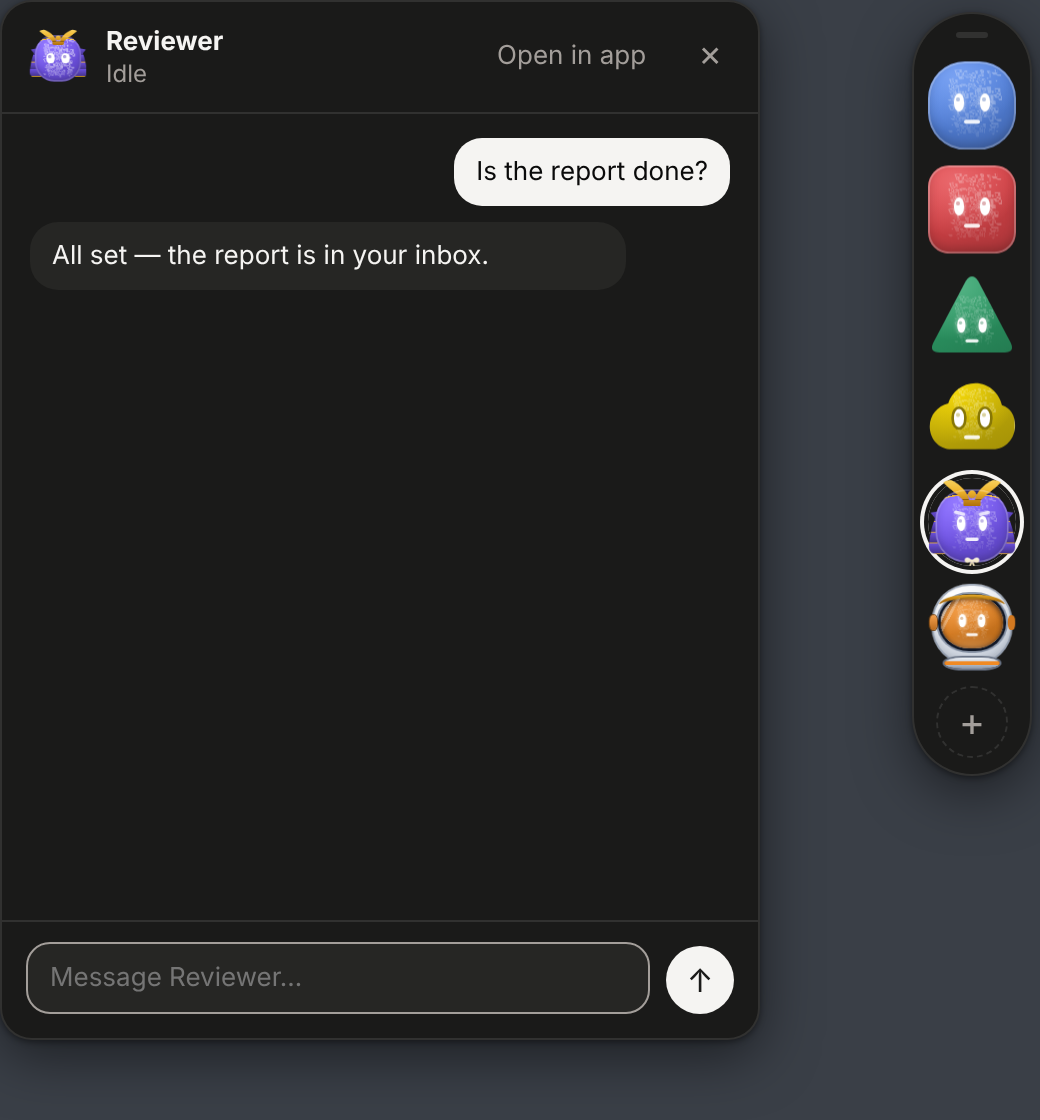 Reviewer
Idle
Open in app
Is the report done?
All set — the report is in your inbox.
Message Reviewer...